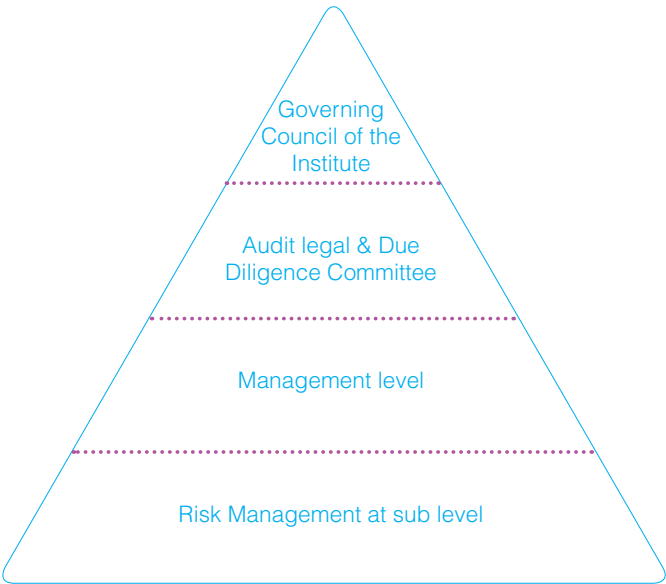 Governing
Council of the
Institute
Audit legal & Due
Diligence Committee
Management level
Risk Management at sub level